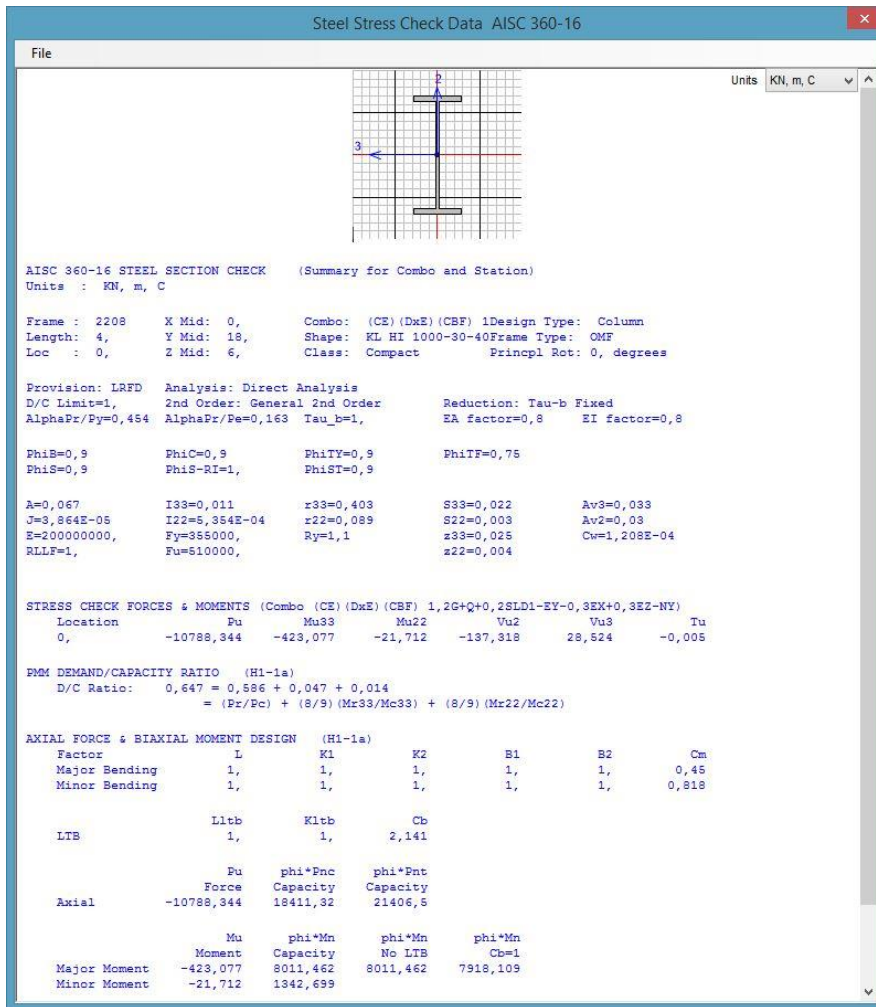 Steel Stress Check Data AISC 360-16
File
Units KN, m, C
2
3
AISC 360-16 STEEL SECTION CHECK (Summary for Combo and Station)
Units : KN, m, C
Frame : 2208 X Mid: 0, Combo: (CE)(DxE)(CBF) 1Design Type: Column
Length: 4, Y Mid: 18, Shape: KL HI 1000-30-40Frame Type: OMF
Loc : 0, Z Mid: 6, Class: Compact Princpl Rot: 0, degrees
Provision: LRFD Analysis: Direct Analysis
D/C Limit=1, 2nd Order: General 2nd Order Reduction: Tau-b Fixed
AlphaPr/Py=0,454 AlphaPr/Pe=0,163 Tau_b=1, EA factor=0,8 EI factor=0,8
PhiB=0,9 PhiC=0,9 PhiTY=0,9 PhiTF=0,75
PhiS=0,9 PhiS-RI=1, PhiST=0,9
A=0,067 I33=0,011 r33=0,403 S33=0,022 Av3=0,033
J=3,864E-05 I22=5,354E-04 r22=0,089 S22=0,003 Av2=0,03
E=200000000, Fy=355000, Ry=1,1 z33=0,025 Cw=1,208E-04
RLLF=1, Fu=510000, z22=0,004
STRESS CHECK FORCES & MOMENTS (Combo (CE)(DxE)(CBF) 1,2G+Q+0,2SLD1-EY-0,3EX+0,3EZ-NY)
Location Pu Mu33 Mu22 Vu2 Vu3 Tu
0, -10788,344 -423,077 -21,712 -137,318 28,524 -0,005
PMM DEMAND/CAPACITY RATIO (H1-1a)
D/C Ratio: 0,647 = 0,586 + 0,047 + 0,014
= (Pr/Pc) + (8/9)(Mr33/Mc33) + (8/9)(Mr22/Mc22)
AXIAL FORCE & BIAXIAL MOMENT DESIGN (H1-1a)
Factor L K1 K2 B1 B2 Cm
Major Bending 1, 1, 1, 1, 1, 0,45
Minor Bending 1, 1, 1, 1, 1, 0,818
Lltb Kltb Cb
LTB 1, 1, 2,141
Pu phi*Pnc phi*Pnt
Force Capacity Capacity
Axial -10788,344 18411,32 21406,5
Mu phi*Mn phi*Mn phi*Mn
Moment Capacity No LTB Cb=1
Major Moment -423,077 8011,462 8011,462 7918,109
Minor Moment -21,712 1342,699